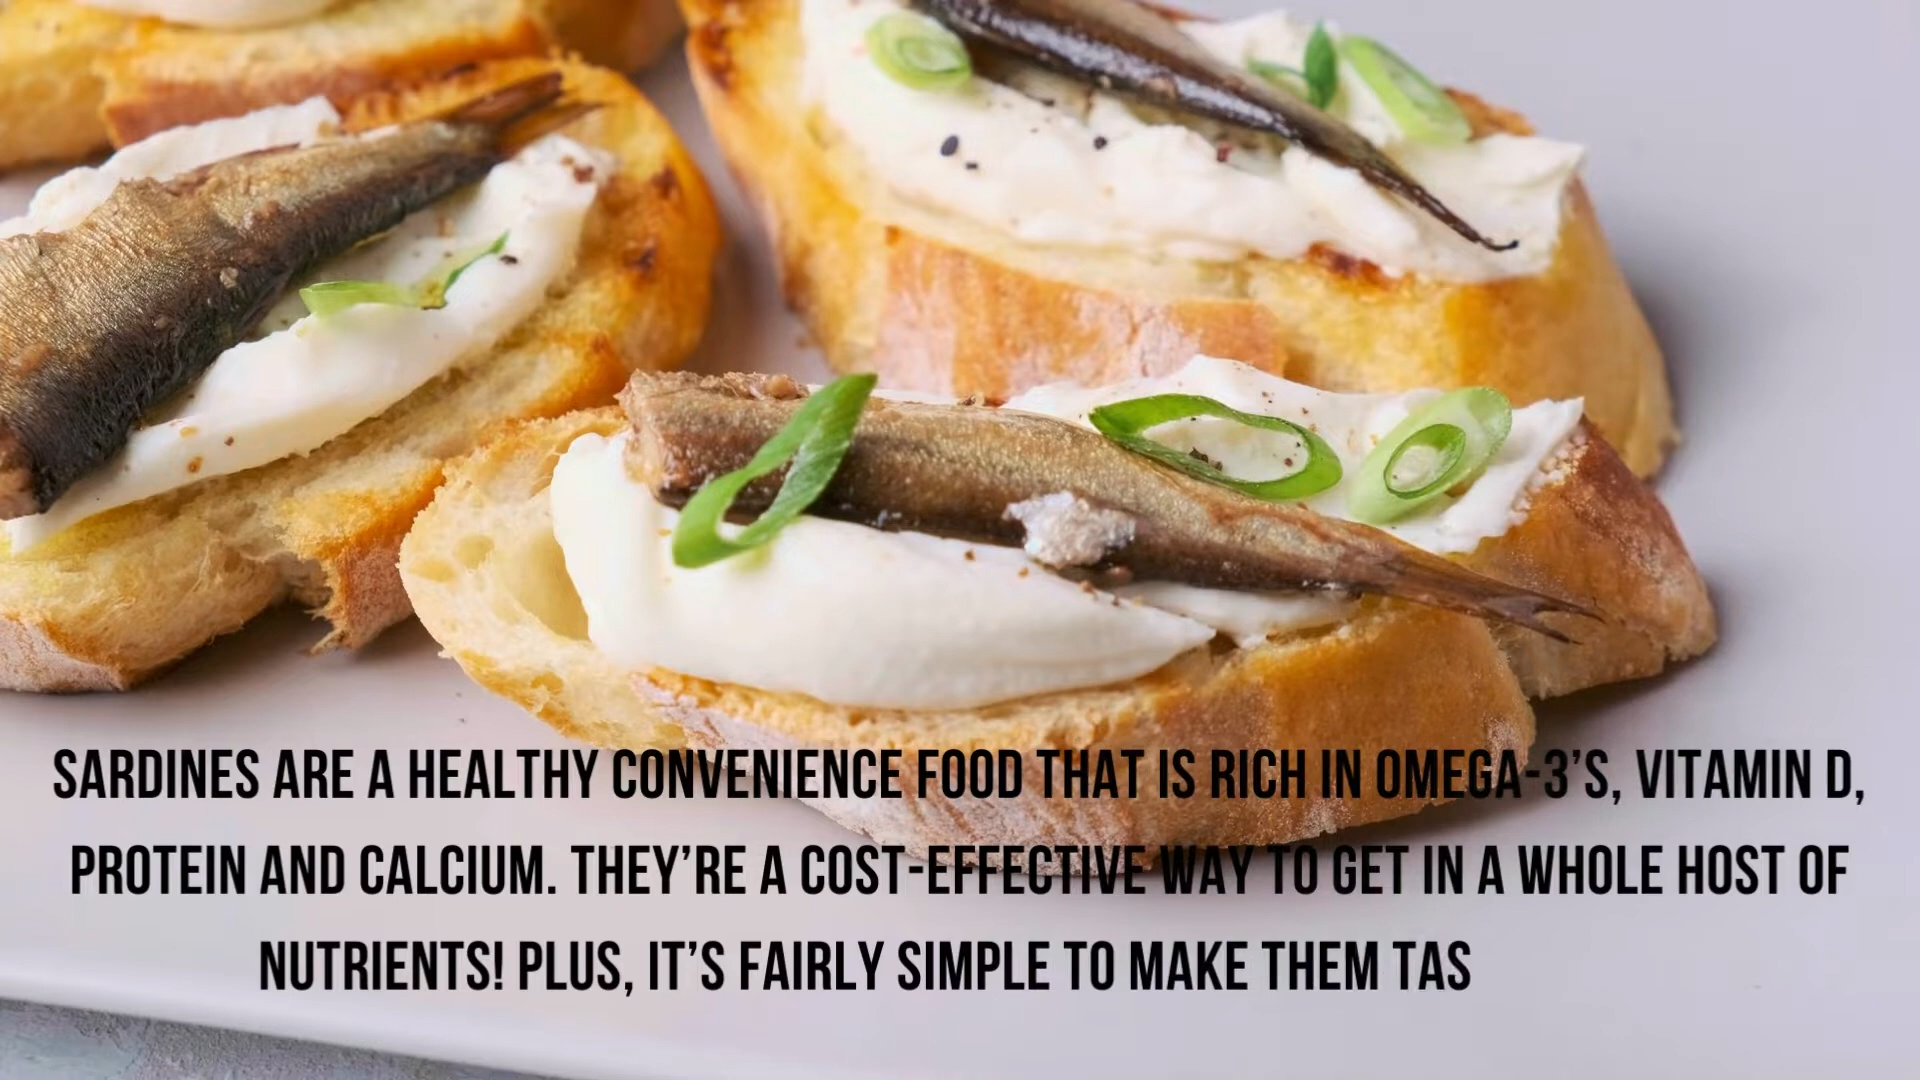 SARDINES ARE A HEALTHY CONVENIENCE FOOD THAT IS RICH IN OMEGA-3'S, VITAMIN D,
PROTEIN AND CALCIUM. THEY'RE A COST-EFFECTIVE WAY TO GET IN A WHOLE HOST OF
NUTRIENTS! PLUS, IT'S FAIRLY SIMPLE TO MAKE THEM TAS